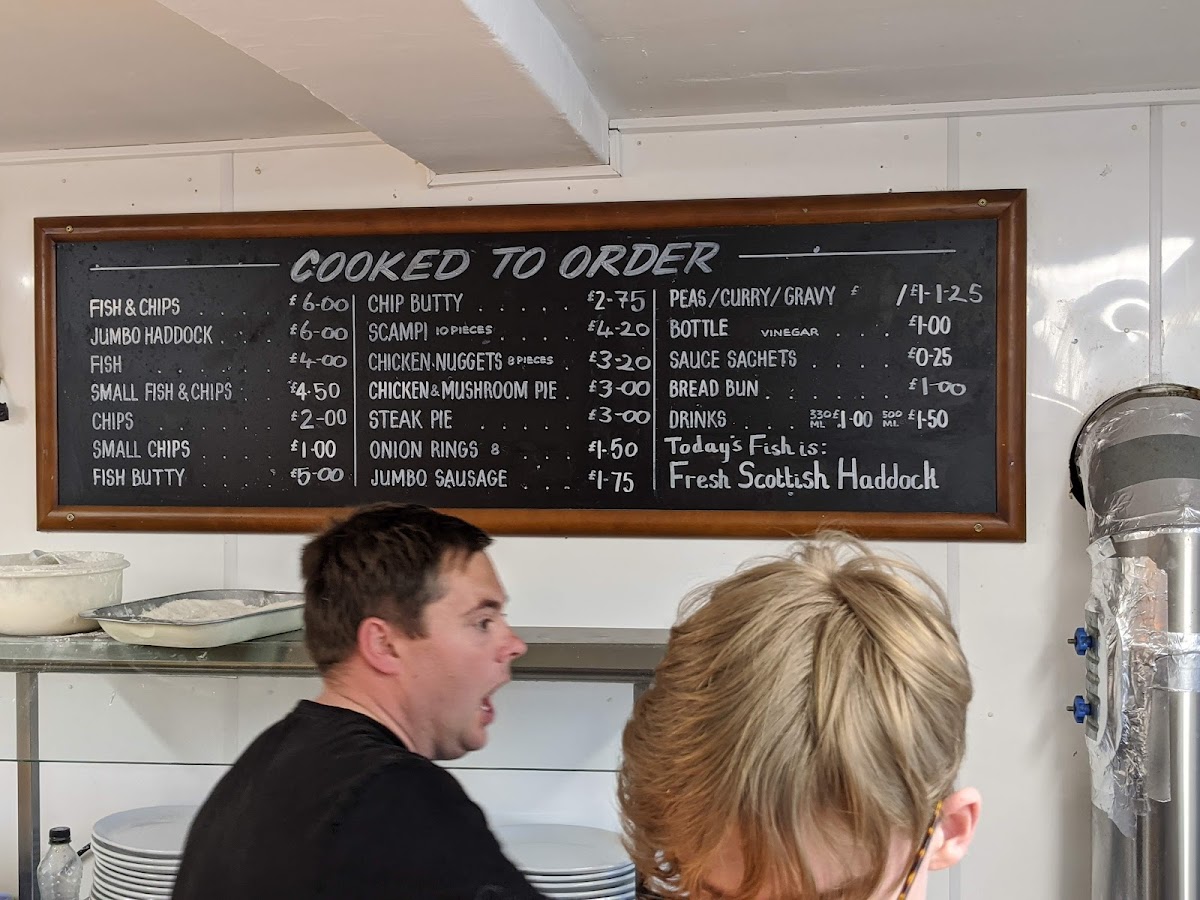 COOKED TO ORDER
FISH & CHIPS . . . . £6-00
JUMBO HADDOCK . . . . £6-00
FISH . . . . £4-00
SMALL FISH & CHIPS . . £4.50
CHIPS . . . . £2-00
SMALL CHIPS . . . . £1.00
FISH BUTTY . . . . £5-00
CHIP BUTTY . . . . £2-75
SCAMPI 10 PIECES . . . . £4-20
CHICKEN NUGGETS 8 PIECES . £3-20
CHICKEN & MUSHROOM PIE . £3-00
STEAK PIE . . . . £3-00
ONION RINGS 8 . . . £1-50
JUMBO SAUSAGE . . . £1-75
PEAS/CURRY/GRAVY £ /£1-1-25
BOTTLE VINEGAR . . . . £1-00
SAUCE SACHETS . . . . £0-25
BREAD BUN . . . . £1-00
DRINKS . . . . 330 ML £1-00 500 ML £1-50
Today's Fish is:
Fresh Scottish Haddock